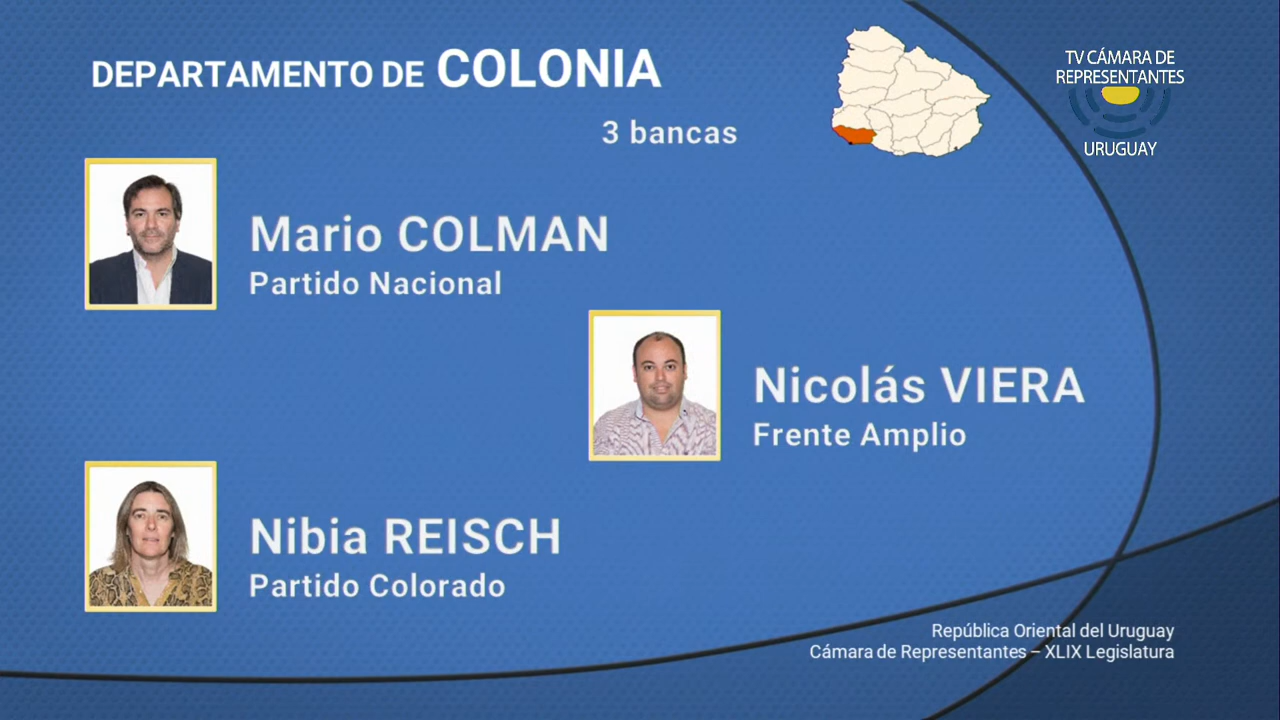 DEPARTAMENTO DE COLONIA
3 bancas
TV CÁMARA DE
REPRESENTANTES
URUGUAY
Mario COLMAN
Partido Nacional
Nicolás VIERA
Frente Amplio
Nibia REISCH
Partido Colorado
República Oriental del Uruguay
Cámara de Representantes – XLIX Legislatura